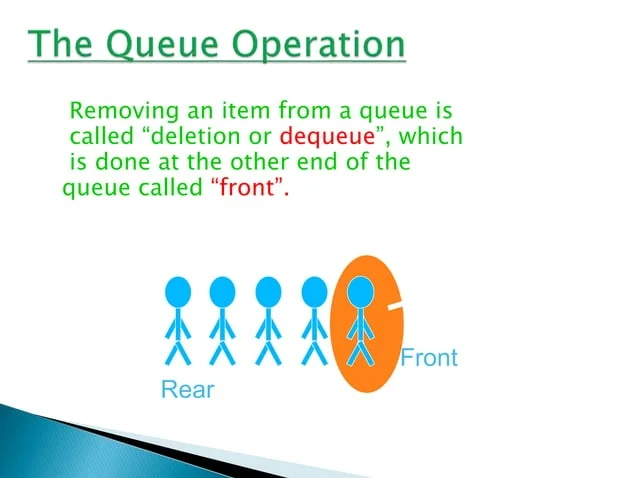 The Queue Operation
Removing an item from a queue is
called “deletion or dequeue”, which
is done at the other end of the
queue called “front”.
Front
Rear